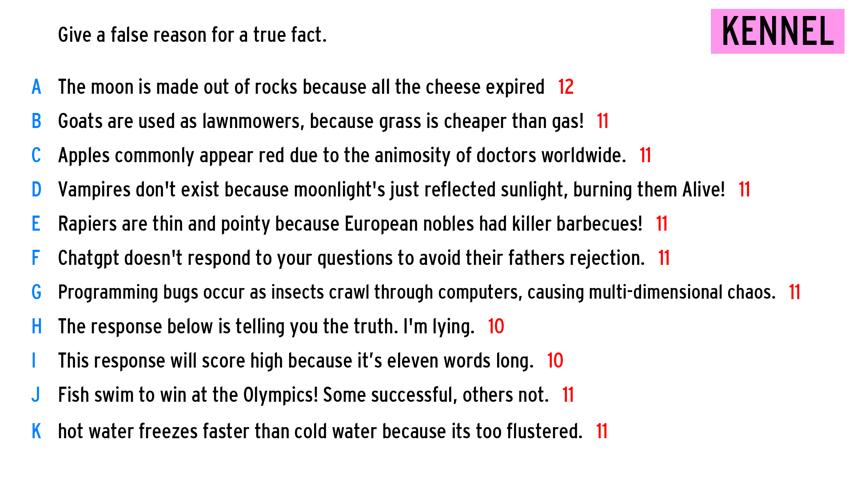 Give a false reason for a true fact.
KENNEL
A The moon is made out of rocks because all the cheese expired 12
B Goats are used as lawnmowers, because grass is cheaper than gas! 11
C Apples commonly appear red due to the animosity of doctors worldwide. 11
D Vampires don't exist because moonlight's just reflected sunlight, burning them Alive! 11
E Rapiers are thin and pointy because European nobles had killer barbecues! 11
F Chatgpt doesn't respond to your questions to avoid their fathers rejection. 11
G Programming bugs occur as insects crawl through computers, causing multi-dimensional chaos. 11
H The response below is telling you the truth. I'm lying. 10
I This response will score high because it’s eleven words long. 10
J Fish swim to win at the Olympics! Some successful, others not. 11
K hot water freezes faster than cold water because its too flustered. 11